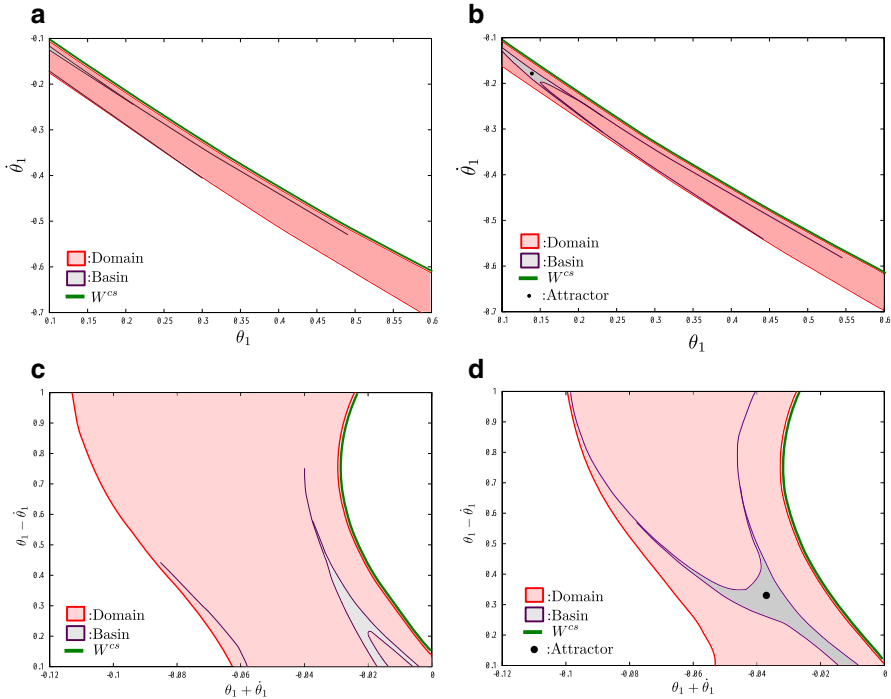 a
-0.1
-0.2
-0.3
-0.4
-0.5
-0.6
-0.7
0.1
0.15
0.2
0.25
0.3
0.35
0.4
0.45
0.5
0.55
0.6
θ̇₁
θ₁
:Domain
:Basin
W^{cs}
b
-0.1
-0.2
-0.3
-0.4
-0.5
-0.6
-0.7
0.1
0.15
0.2
0.25
0.3
0.35
0.4
0.45
0.5
0.55
0.6
θ̇₁
θ₁
:Domain
:Basin
W^{cs}
:Attractor
c
1
0.9
0.8
0.7
0.6
0.5
0.4
0.3
0.2
0.1
-0.12
-0.1
-0.08
-0.06
-0.04
-0.02
0
θ₁ − θ̇₁
θ₁ + θ̇₁
:Domain
:Basin
W^{cs}
d
1
0.9
0.8
0.7
0.6
0.5
0.4
0.3
0.2
0.1
-0.12
-0.1
-0.08
-0.06
-0.04
-0.02
0
θ₁ − θ̇₁
θ₁ + θ̇₁
:Domain
:Basin
W^{cs}
:Attractor